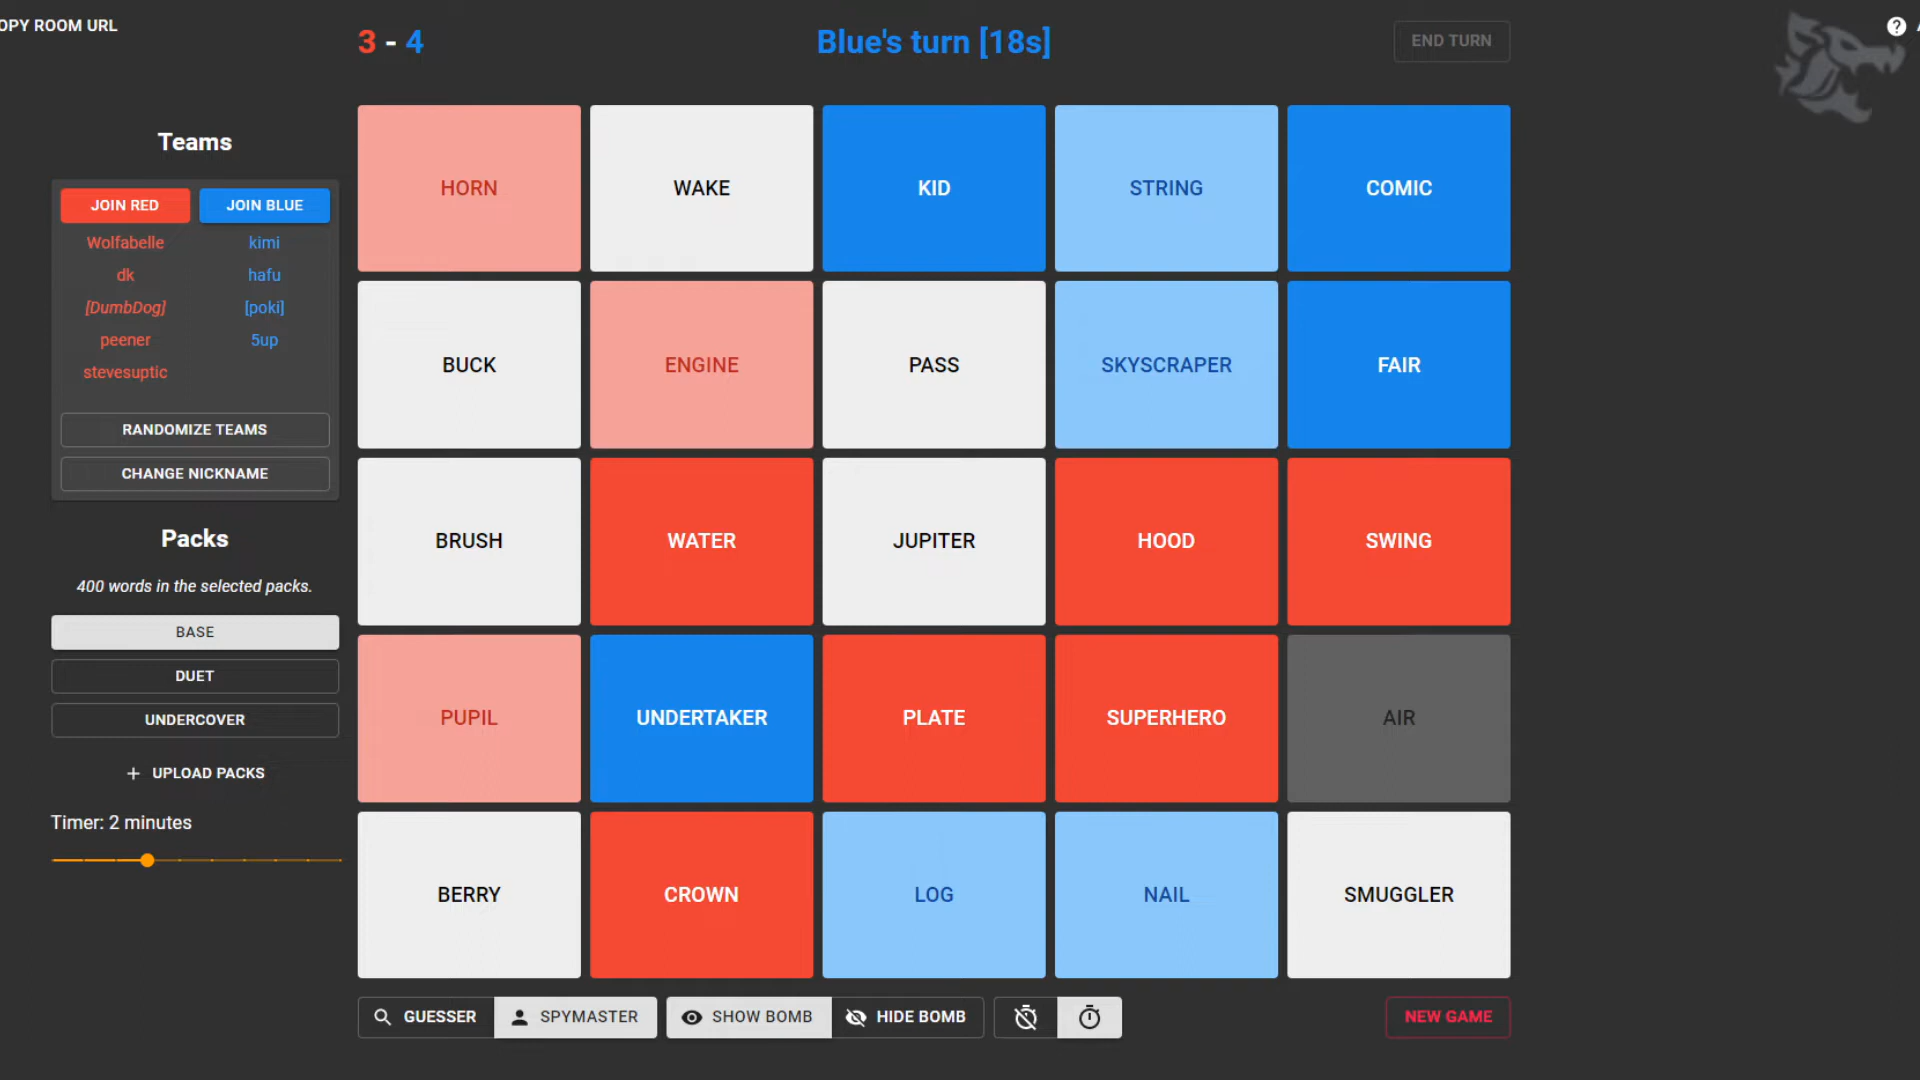 OPY ROOM URL
3 - 4
Blue's turn [18s]
END TURN
?
Teams
JOIN RED
JOIN BLUE
Wolfabelle
kimi
dk
hafu
[DumbDog]
[poki]
peener
5up
stevesuptic
RANDOMIZE TEAMS
CHANGE NICKNAME
Packs
400 words in the selected packs.
BASE
DUET
UNDERCOVER
+ UPLOAD PACKS
Timer: 2 minutes
HORN
WAKE
KID
STRING
COMIC
BUCK
ENGINE
PASS
SKYSCRAPER
FAIR
BRUSH
WATER
JUPITER
HOOD
SWING
PUPIL
UNDERTAKER
PLATE
SUPERHERO
AIR
BERRY
CROWN
LOG
NAIL
SMUGGLER
GUESSER
SPYMASTER
SHOW BOMB
HIDE BOMB
NEW GAME